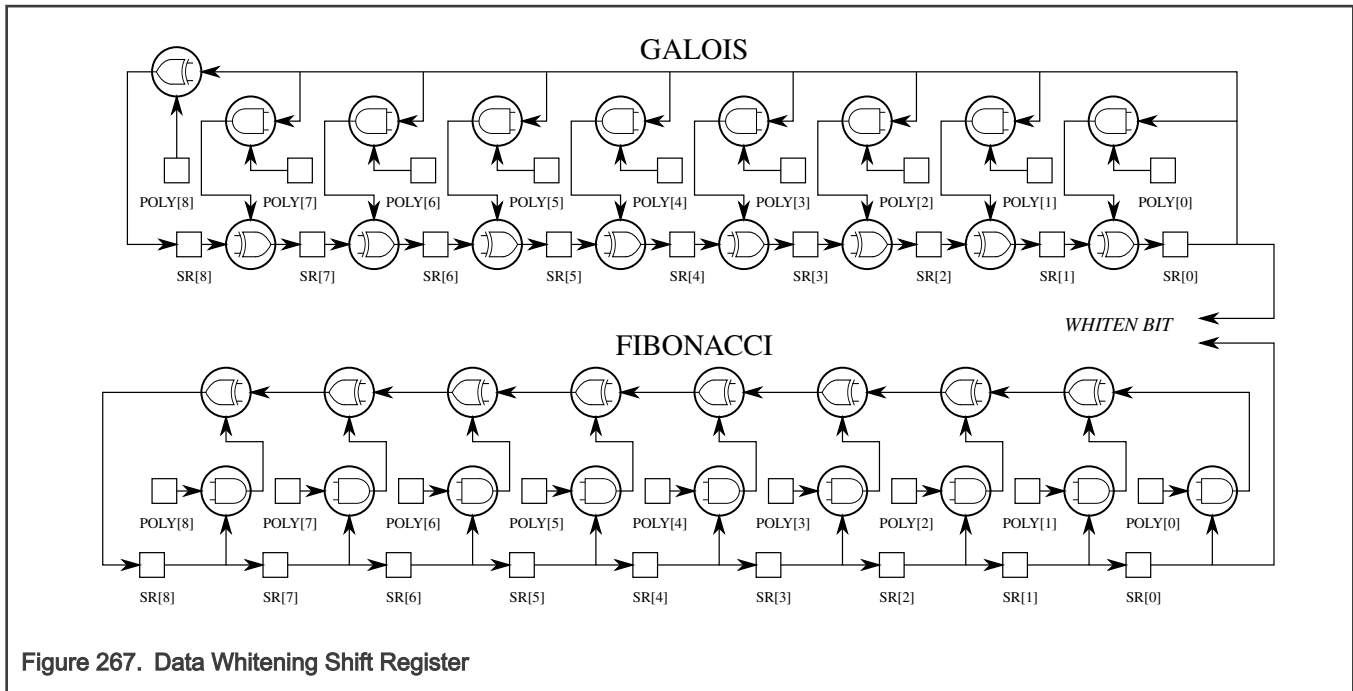 GALOIS
POLY[8] POLY[7] POLY[6] POLY[5] POLY[4] POLY[3] POLY[2] POLY[1] POLY[0]
SR[8] SR[7] SR[6] SR[5] SR[4] SR[3] SR[2] SR[1] SR[0]
WHITEN BIT
FIBONACCI
POLY[8] POLY[7] POLY[6] POLY[5] POLY[4] POLY[3] POLY[2] POLY[1] POLY[0]
SR[8] SR[7] SR[6] SR[5] SR[4] SR[3] SR[2] SR[1] SR[0]
Figure 267. Data Whitening Shift Register